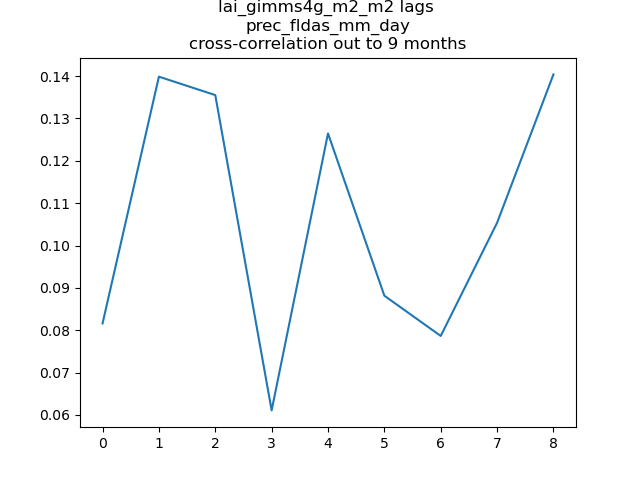 lai_gimms4g_m2_m2 lags
prec_fldas_mm_day
cross-correlation out to 9 months
0.14
0.13
0.12
0.11
0.10
0.09
0.08
0.07
0.06
0 1 2 3 4 5 6 7 8